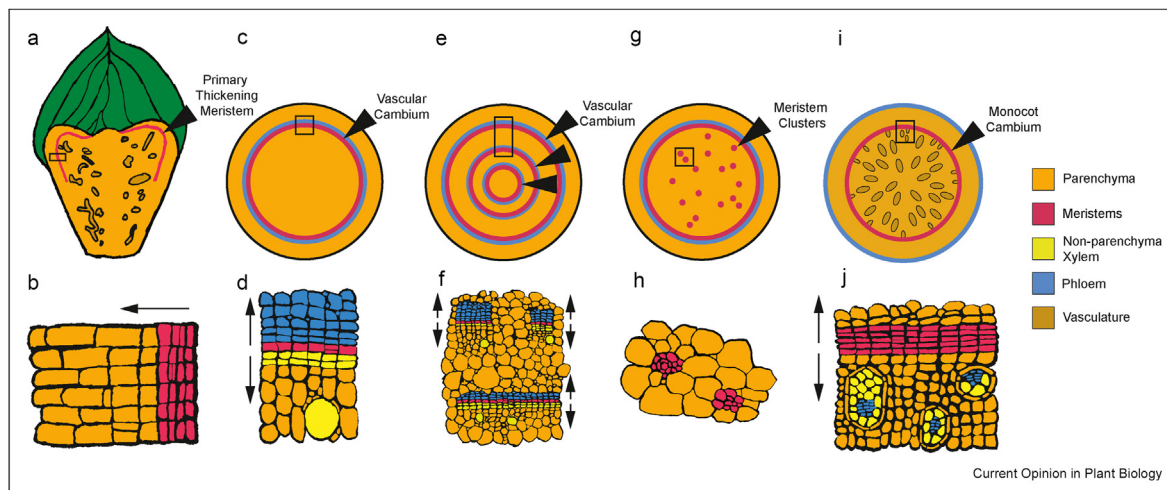 a
c
e
g
i
Primary
Thickening
Meristem
Vascular
Cambium
Vascular
Cambium
Meristem
Clusters
Monocot
Cambium
Parenchyma
Meristems
Non-parenchyma
Xylem
Phloem
Vasculature
b
d
f
h
j
Current Opinion in Plant Biology